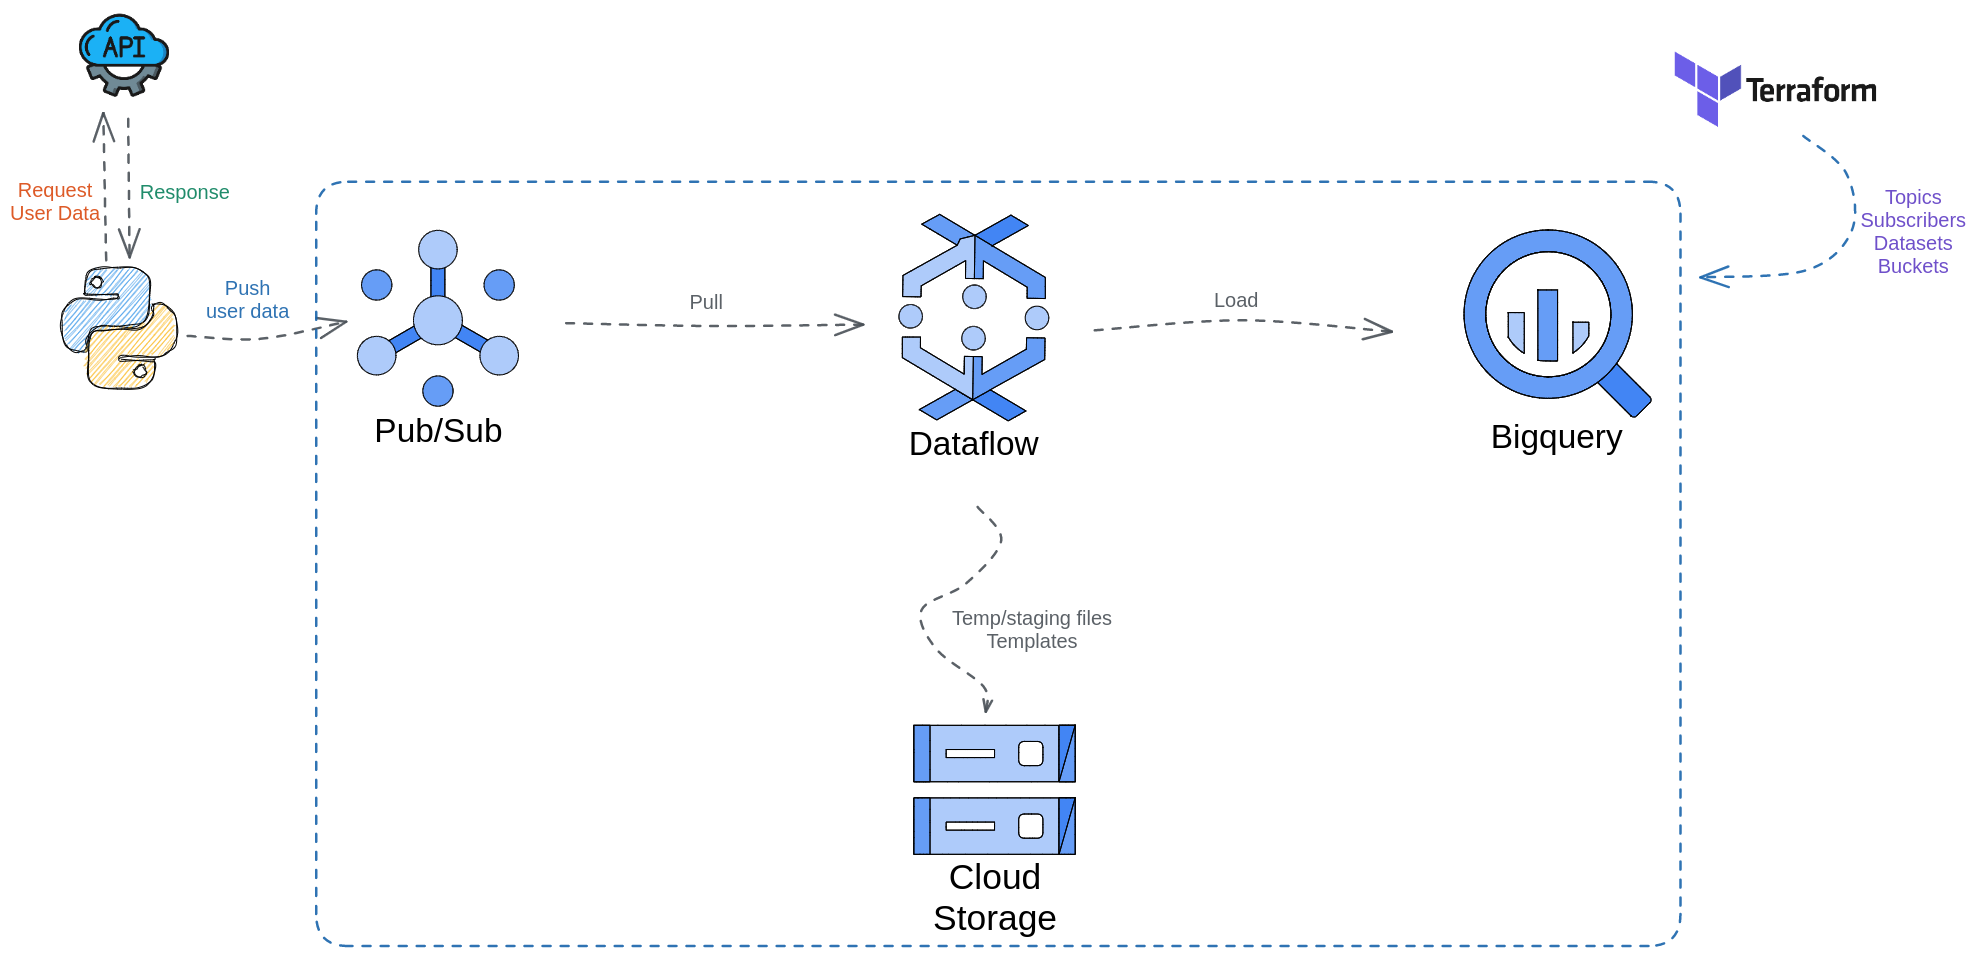 API
Terraform
Request
User Data
Response
Topics
Subscribers
Datasets
Buckets
Push
user data
Pull
Load
Pub/Sub
Dataflow
Bigquery
Temp/staging files
Templates
Cloud
Storage